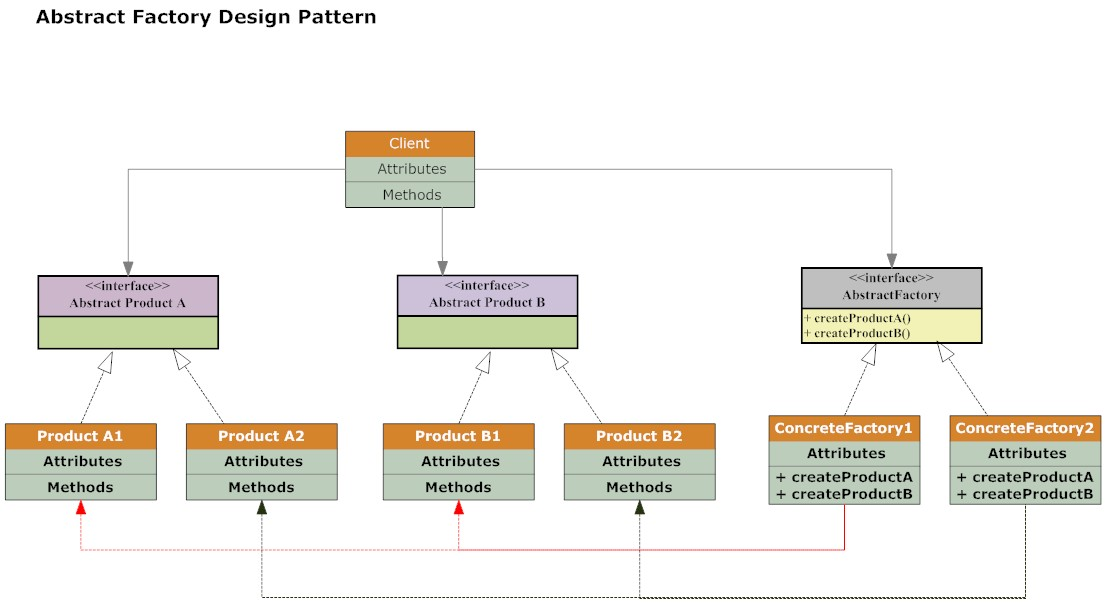 Abstract Factory Design Pattern
Client
Attributes
Methods
<<interface>>
Abstract Product A
<<interface>>
Abstract Product B
<<interface>>
AbstractFactory
+ createProductA()
+ createProductB()
Product A1
Attributes
Methods
Product A2
Attributes
Methods
Product B1
Attributes
Methods
Product B2
Attributes
Methods
ConcreteFactory1
Attributes
+ createProductA
+ createProductB
ConcreteFactory2
Attributes
+ createProductA
+ createProductB